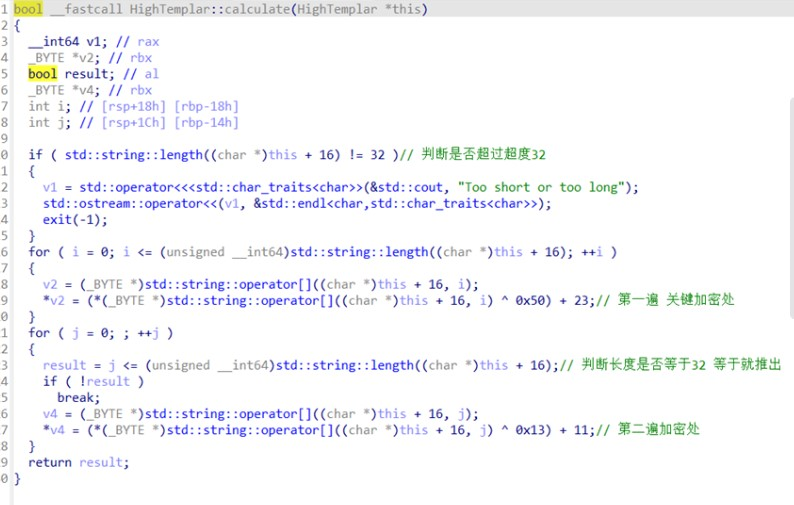 1 bool __fastcall HighTemplar::calculate(HighTemplar *this)
2 {
3 __int64 v1; // rax
4 _BYTE *v2; // rbx
5 bool result; // al
6 _BYTE *v4; // rbx
7 int i; // [rsp+18h] [rbp-18h]
8 int j; // [rsp+1Ch] [rbp-14h]
9
0 if ( std::string::length((char *)this + 16) != 32 )// 判断是否超过超度32
1 {
2 v1 = std::operator<<<std::char_traits<char>>(&std::cout, "Too short or too long");
3 std::ostream::operator<<(v1, &std::endl<char,std::char_traits<char>>);
4 exit(-1);
5 }
6 for ( i = 0; i <= (unsigned __int64)std::string::length((char *)this + 16); ++i )
7 {
8 v2 = (_BYTE *)std::string::operator[]((char *)this + 16, i);
9 *v2 = (*(_BYTE *)std::string::operator[]((char *)this + 16, i) ^ 0x50) + 23;// 第一遍 关键加密处
0 }
1 for ( j = 0; ; ++j )
2 {
3 result = j <= (unsigned __int64)std::string::length((char *)this + 16);// 判断长度是否等于32 等于就推出
4 if ( !result )
5 break;
6 v4 = (_BYTE *)std::string::operator[]((char *)this + 16, j);
7 *v4 = (*(_BYTE *)std::string::operator[]((char *)this + 16, j) ^ 0x13) + 11;// 第二遍加密处
8 }
9 return result;
0 }